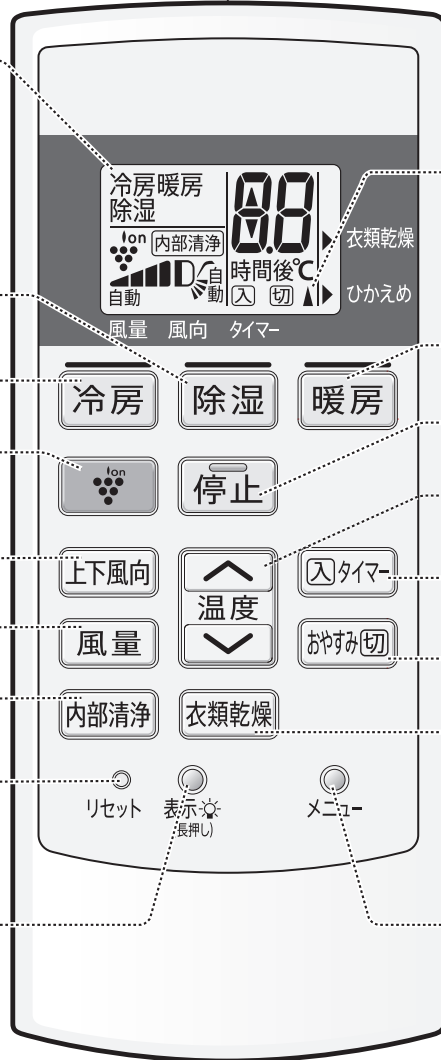 冷房暖房
除湿
ion 内部清浄
自動
自動
88
時間後℃
入 切
衣類乾燥
ひかえめ
風量 風向 タイマー
冷房 除湿 暖房
ion 停止
上下風向 温度 入タイマー
風量 おやすみ切
内部清浄 衣類乾燥
リセット 表示 メニュー
長押し)